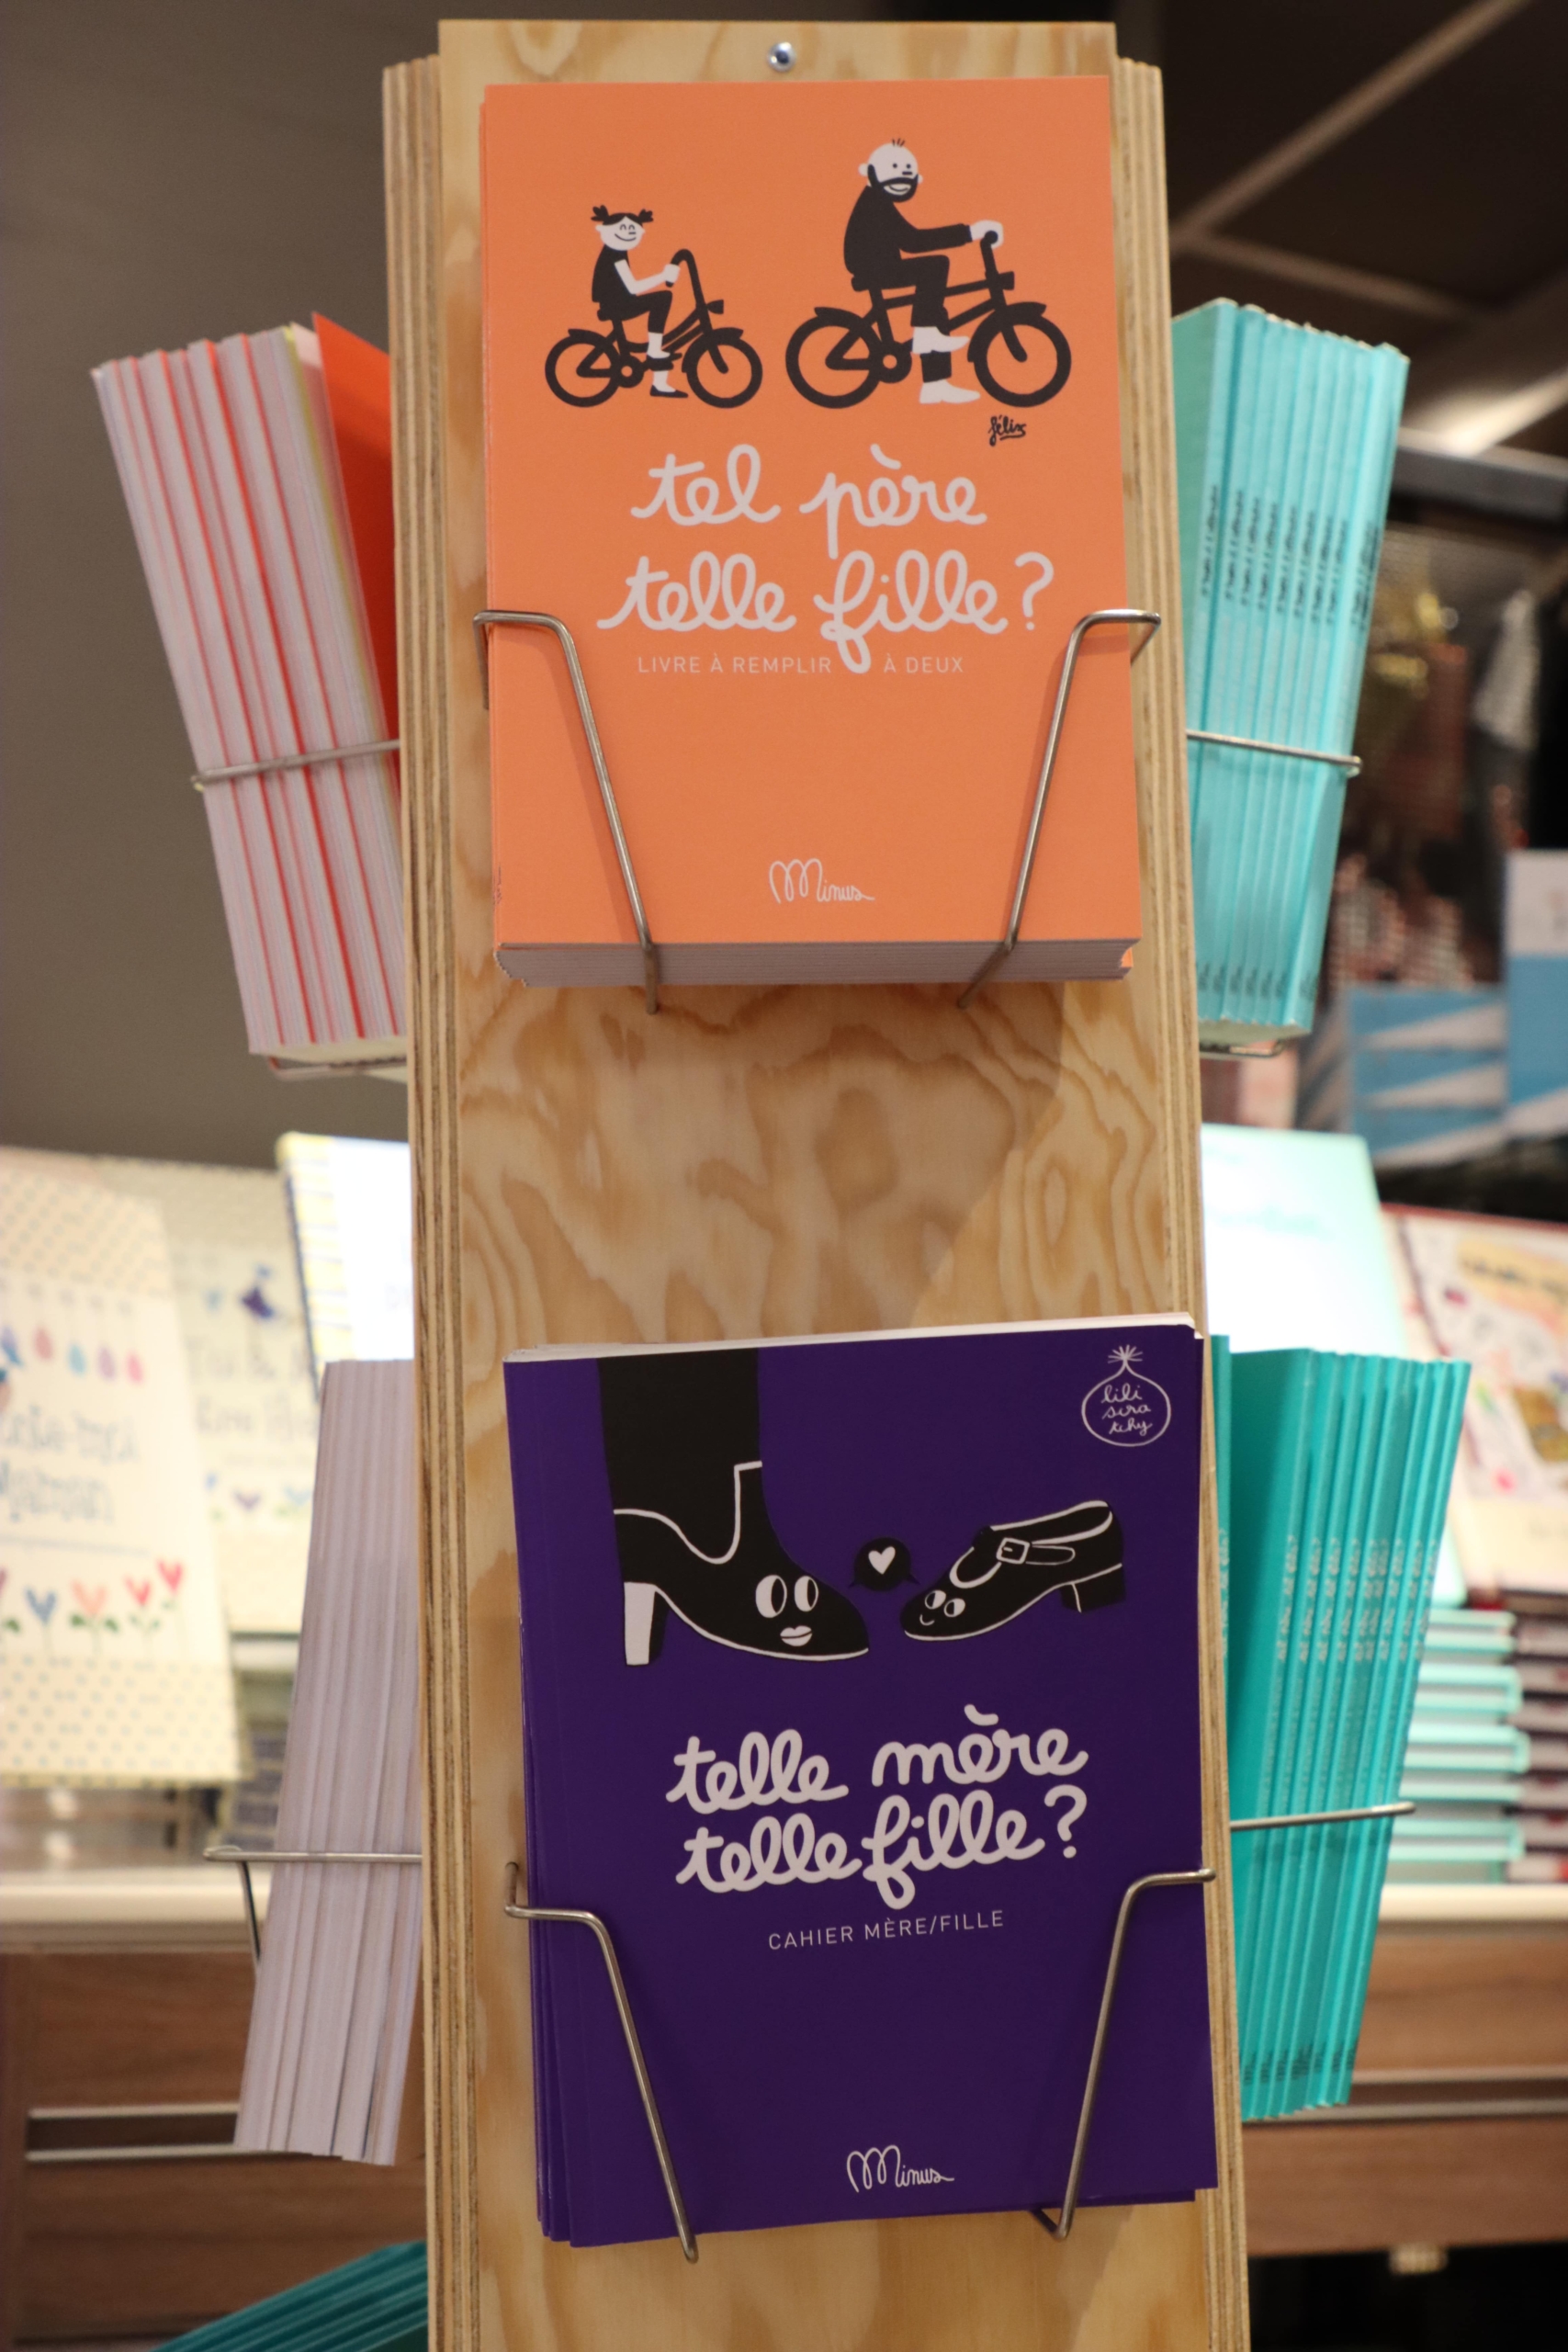 félix
tel père
telle fille ?
LIVRE À REMPLIR À DEUX
Minus
lili
scra
tchy
telle mère
telle fille ?
CAHIER MÈRE/FILLE
Minus